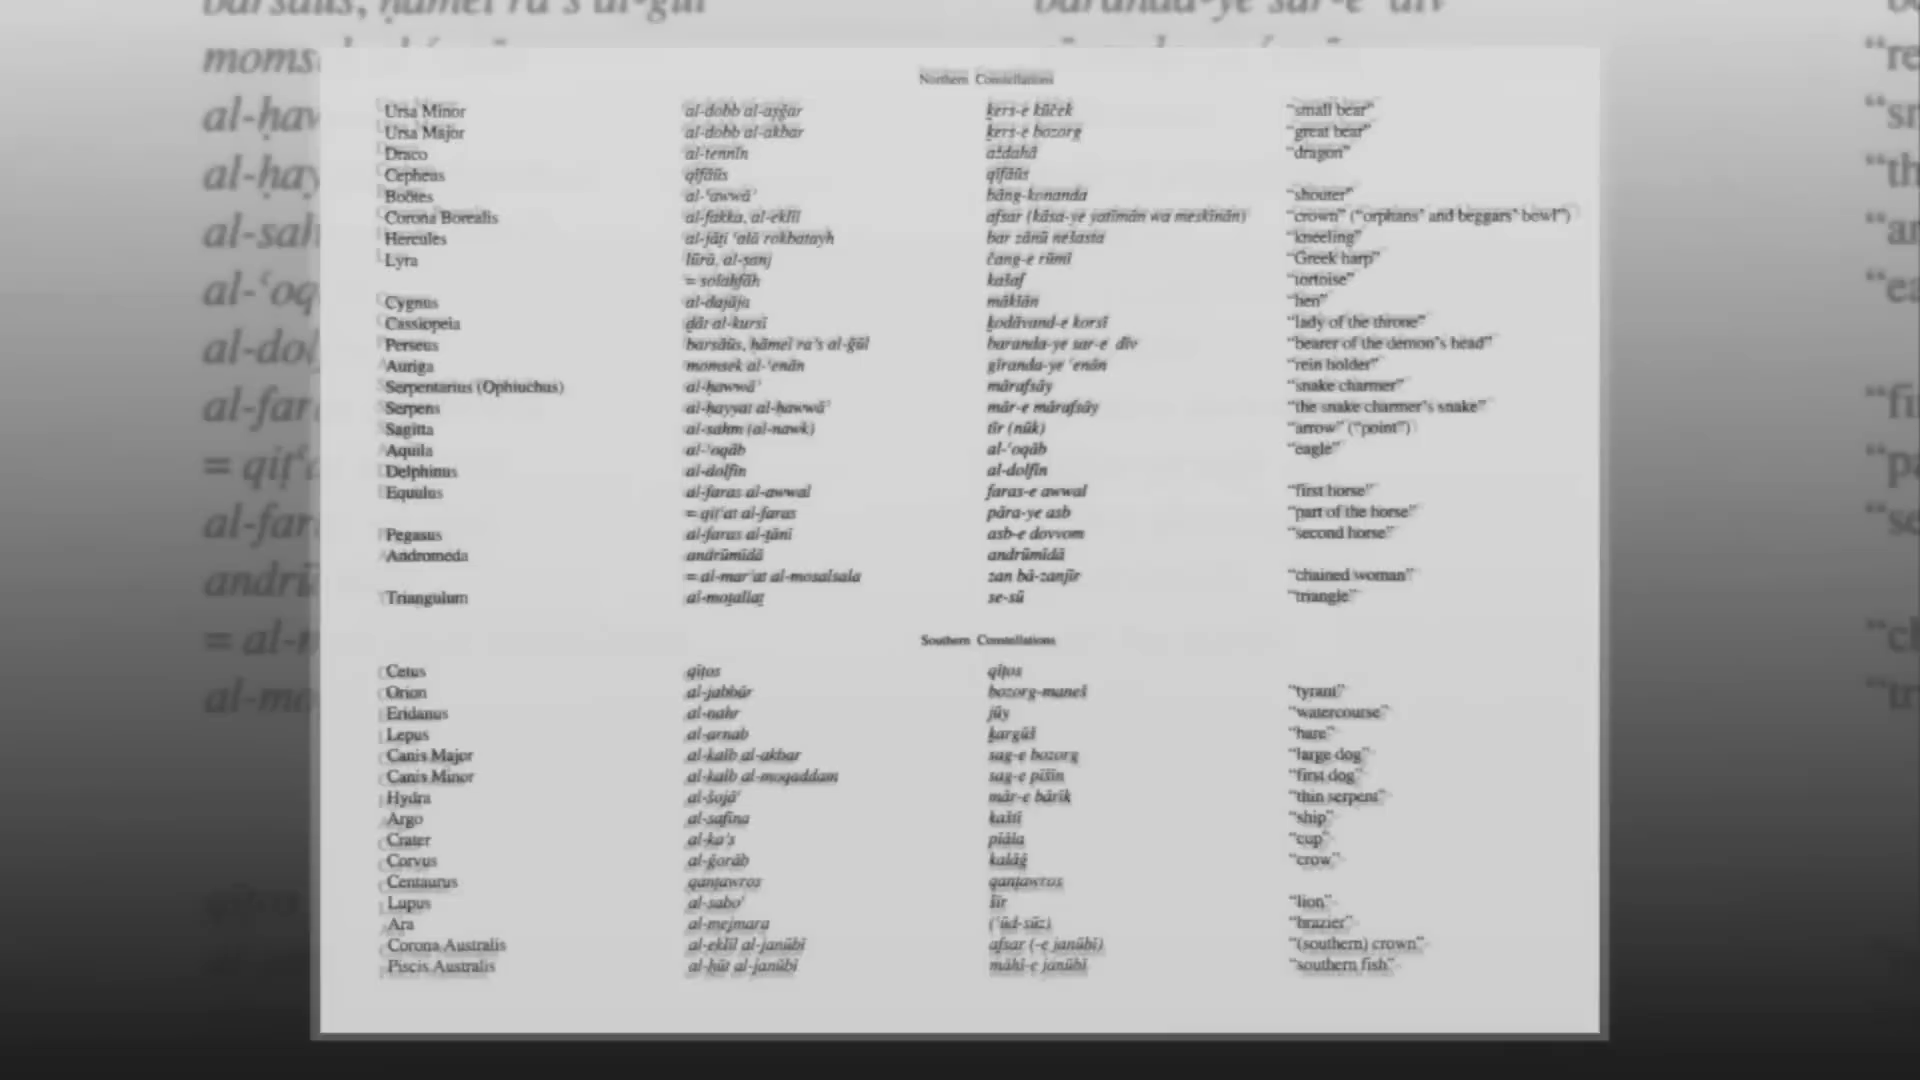 Northern Constellations
Ursa Minor al-dobb al-aṣḡar ḵers-e kūček “small bear”
Ursa Major al-dobb al-akbar ḵers-e bozorg “great bear”
Draco al-tennīn aždahā “dragon”
Cepheus qīfāūs qīfāūs
Boötes al-ʿawwāʾ bāng-konanda “shouter”
Corona Borealis al-fakka, al-eklīl afsar (kāsa-ye yatīmān wa meskīnān) “crown” (“orphans’ and beggars’ bowl”)
Hercules al-jāṯī ʿalā rokbatayh bar zānū nešasta “kneeling”
Lyra lūrā, al-ṣanj čang-e rūmī “Greek harp”
= solaḥfāh kašaf “tortoise”
Cygnus al-dajāja mākīān “hen”
Cassiopeia ḏāt al-kursī ḵodāvand-e korsī “lady of the throne”
Perseus barsāūs, ḥāmel raʾs al-ḡūl baranda-ye sar-e dīv “bearer of the demon’s head”
Auriga momsek al-ʿenān gīranda-ye ʿenān “rein holder”
Serpentarius (Ophiuchus) al-ḥawwāʾ mārafsāy “snake charmer”
Serpens al-ḥayyat al-ḥawwāʾ mār-e mārafsāy “the snake charmer’s snake”
Sagitta al-sahm (al-nawk) tīr (nūk) “arrow” (“point”)
Aquila al-ʿoqāb al-ʿoqāb “eagle”
Delphinus al-dolfīn al-dolfīn
Equulus al-faras al-awwal faras-e awwal “first horse”
= qiṭʿat al-faras pāra-ye asb “part of the horse”
Pegasus al-faras al-ṯānī asb-e dovvom “second horse”
Andromeda andrūmīdā andrūmīdā
= al-marʾat al-mosalsala zan bā-zanjīr “chained woman”
Triangulum al-moṯallaṯ se-sū “triangle”
Southern Constellations
Cetus qīṭos qīṭos
Orion al-jabbār bozorg-maneš “tyrant”
Eridanus al-nahr jūy “watercourse”
Lepus al-arnab ḵargūš “hare”
Canis Major al-kalb al-akbar sag-e bozorg “large dog”
Canis Minor al-kalb al-moqaddam sag-e pīšīn “first dog”
Hydra al-šojāʿ mār-e bārīk “thin serpent”
Argo al-safīna kaštī “ship”
Crater al-kaʾs pīāla “cup”
Corvus al-ḡorāb kalāḡ “crow”
Centaurus qanṭawros qanṭawros
Lupus al-saboʿ šīr “lion”
Ara al-mejmara (ʿūd-sūz) “brazier”
Corona Australis al-eklīl al-janūbī afsar (-e janūbī) “(southern) crown”
Piscis Australis al-ḥūt al-janūbī māhī-e janūbī “southern fish”